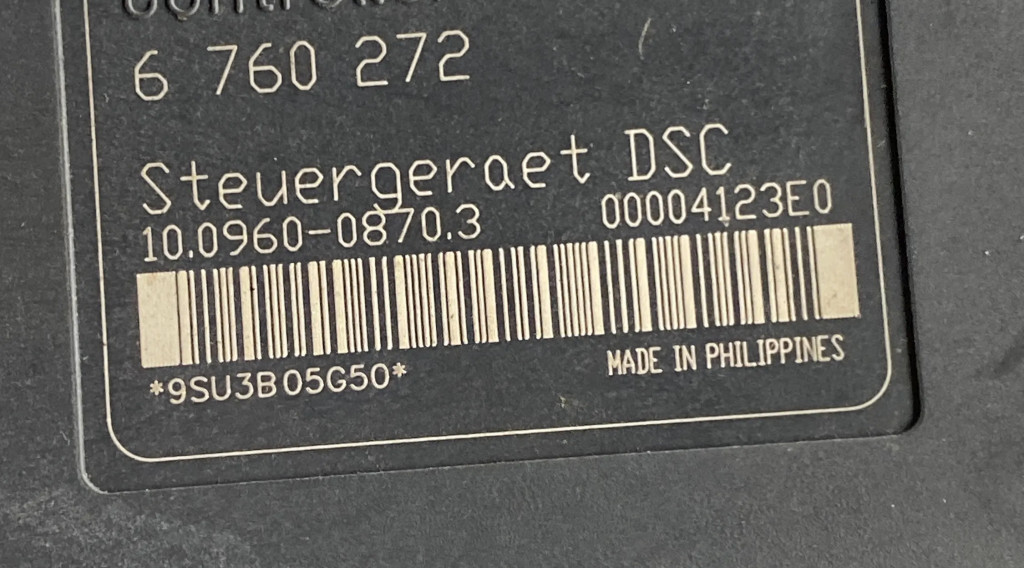 6 760 272
Steuergeraet DSC
10.0960-0870.3 00004123E0
*9SU3B05G50*
MADE IN PHILIPPINES